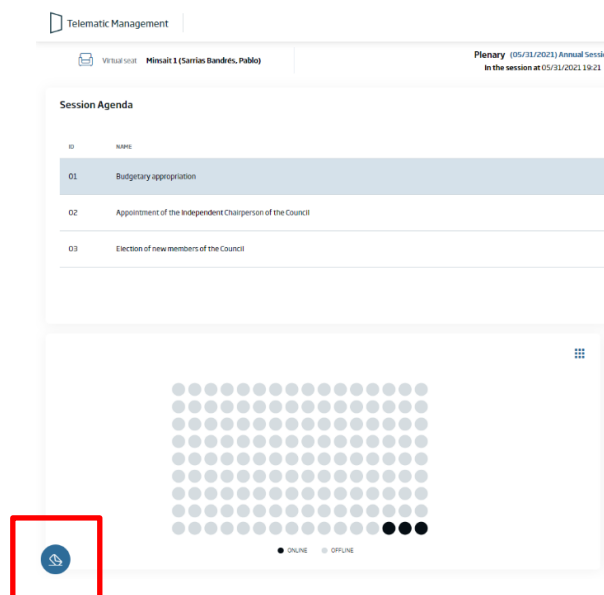 Telematic Management
Virtual seat Minsait 1 (Sarrias Bandrés, Pablo)
Plenary (05/31/2021) Annual Sessi
In the session at 05/31/2021 19:21
Session Agenda
ID NAME
01 Budgetary appropriation
02 Appointment of the Independent Chairperson of the Council
03 Election of new members of the Council
ONLINE OFFLINE